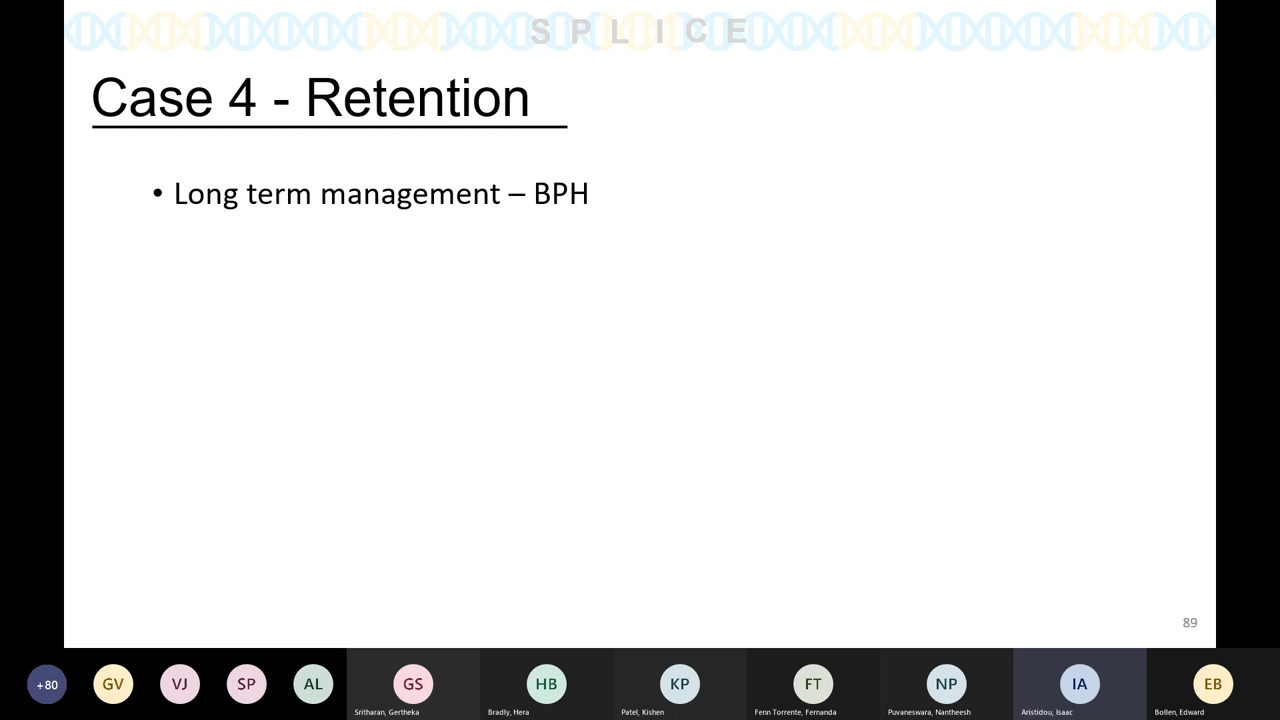 S P L I C E
Case 4 - Retention
• Long term management – BPH
89
+80
GV
VJ
SP
AL
GS
HB
KP
FT
NP
IA
EB
Sritharan, Gertheka
Bradly, Hera
Patel, Kishen
Fenn Torrente, Fernanda
Puvaneswara, Nantheesh
Aristidou, Isaac
Bollen, Edward